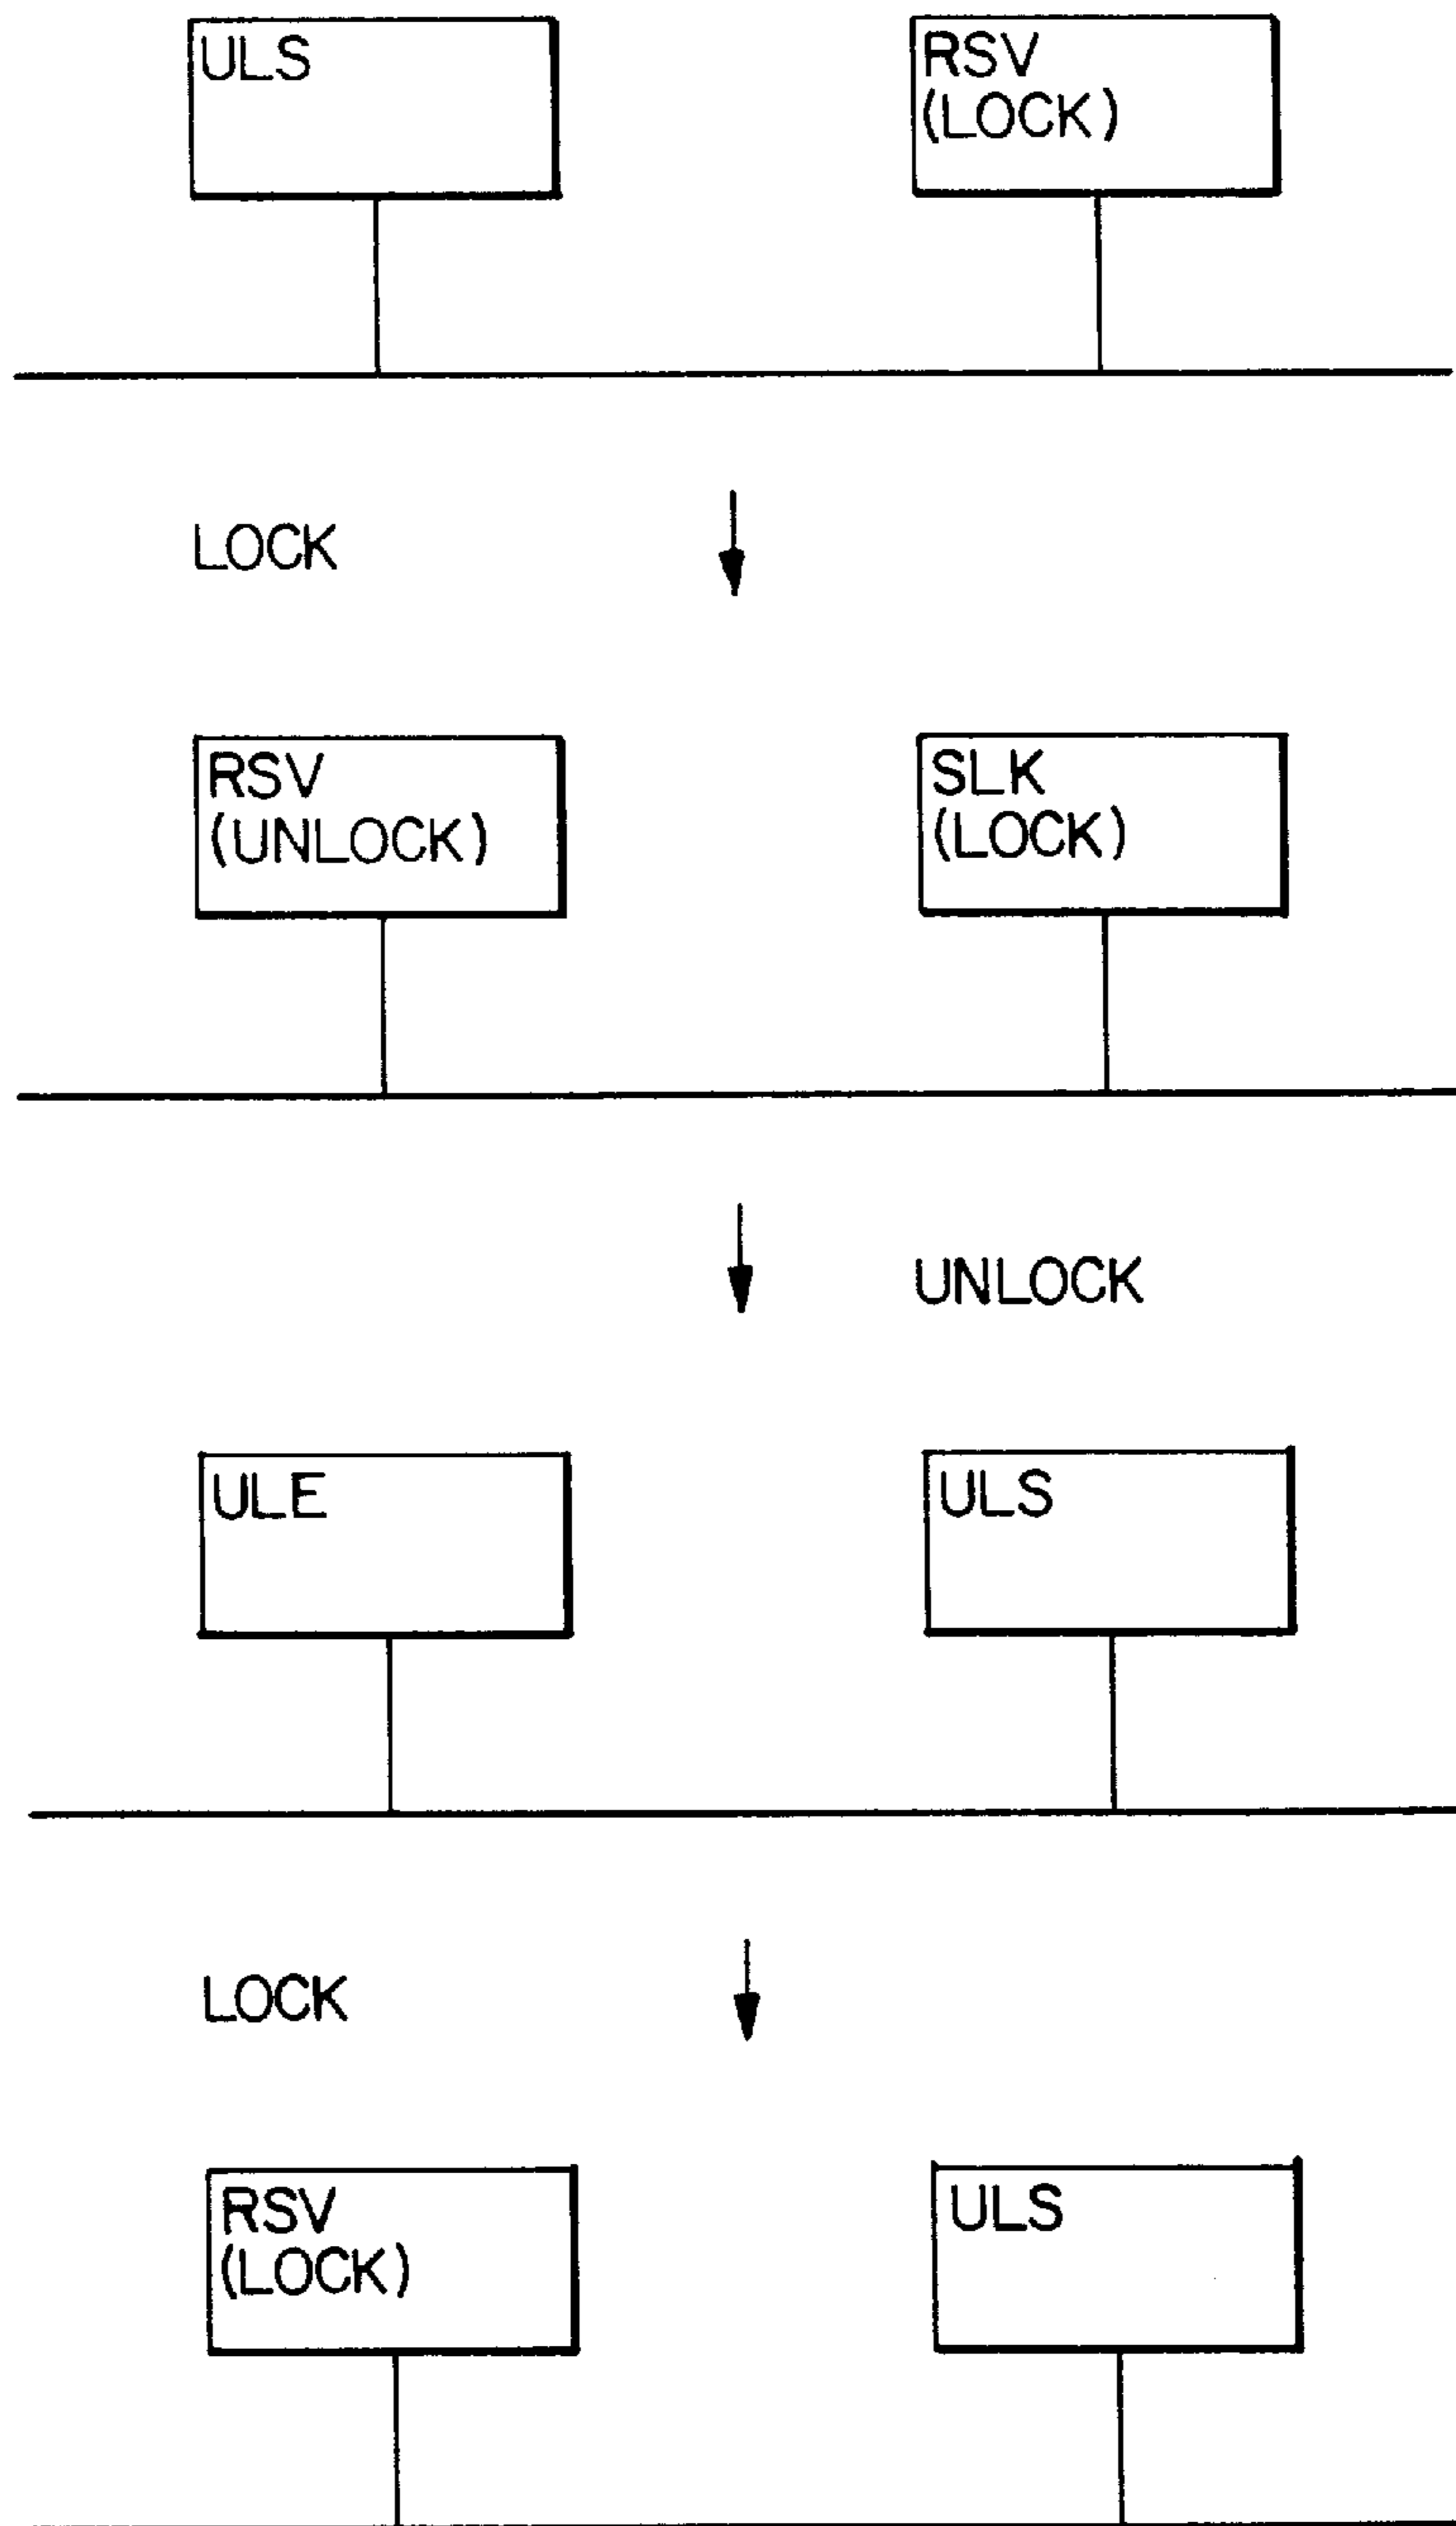 ULS
RSV
(LOCK)
LOCK
RSV
(UNLOCK)
SLK
(LOCK)
UNLOCK
ULE
ULS
LOCK
RSV
(LOCK)
ULS